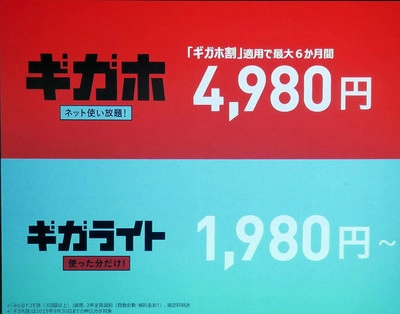 「ギガホ割」適用で最大6か月間
ギガホ
4,980円
ネット使い放題!
ギガライト
1,980円～
使った分だけ!